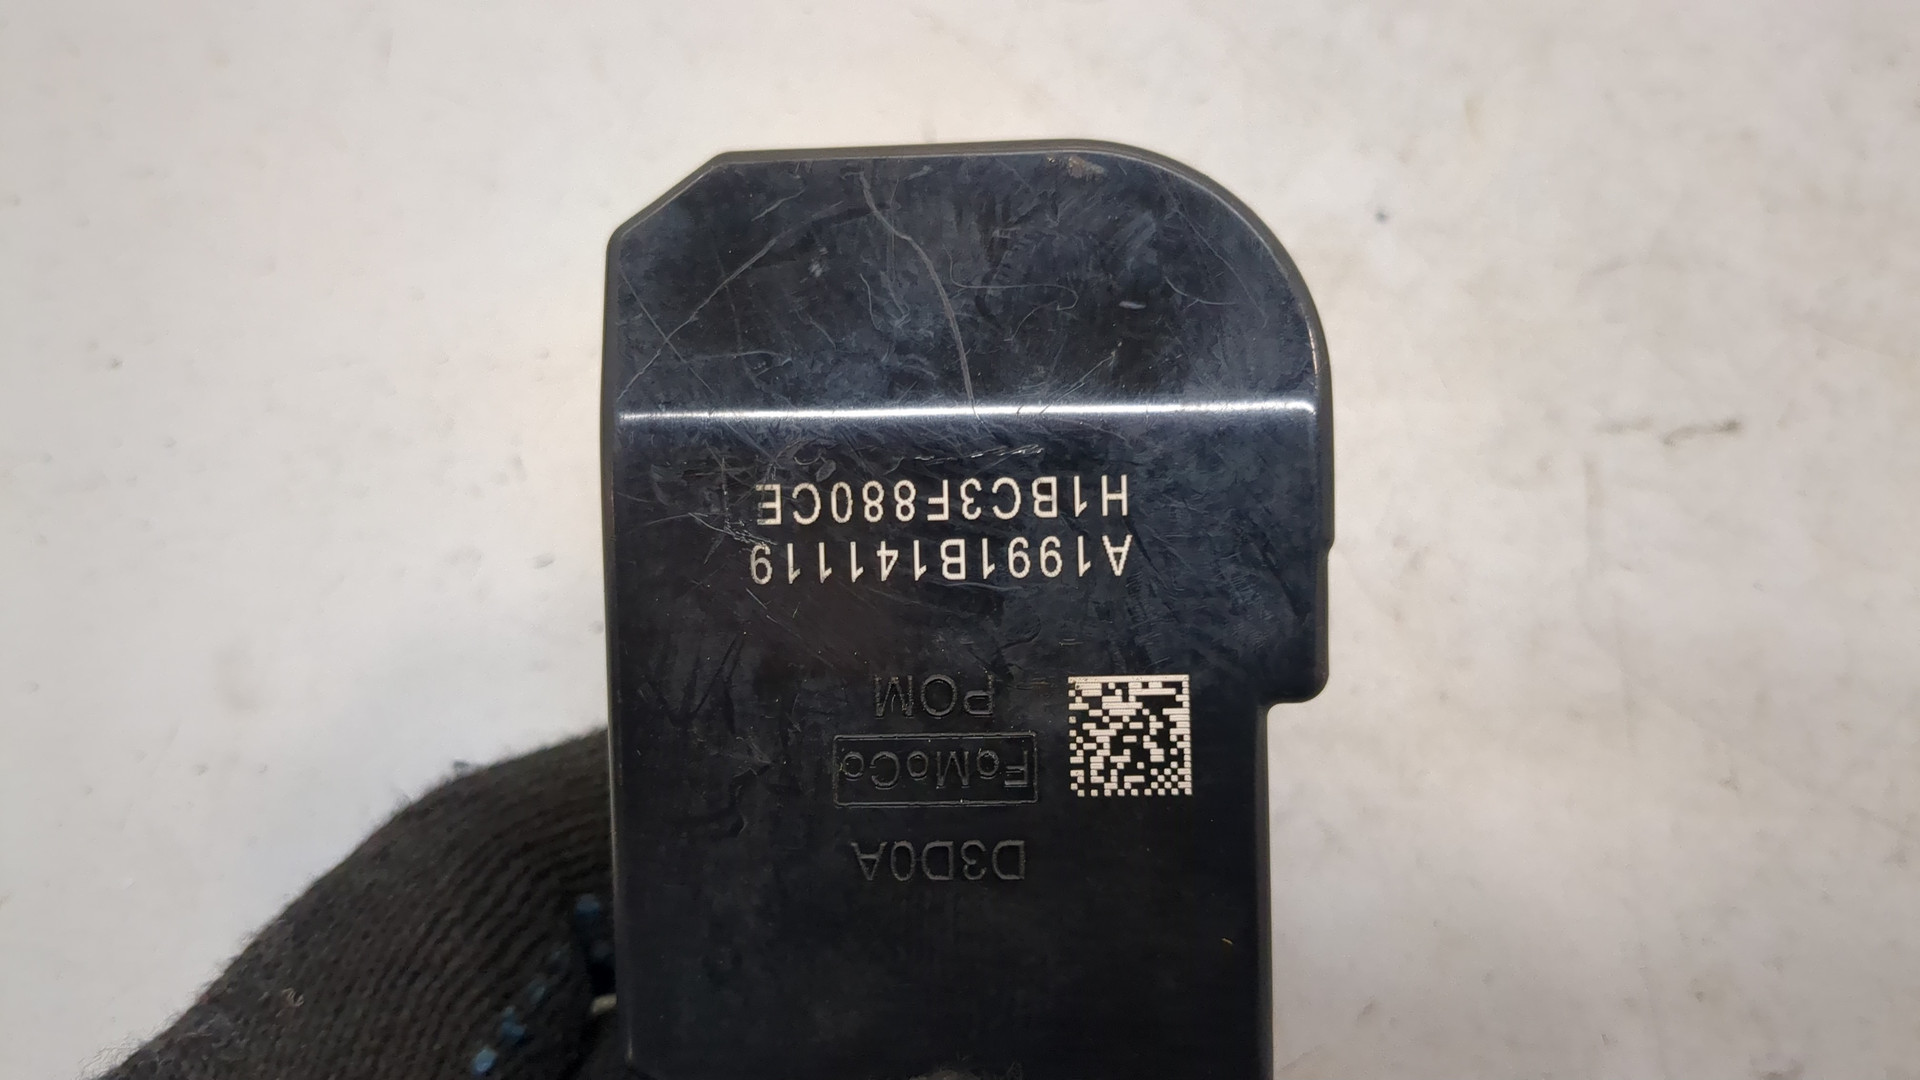 D3D0A
FoMoCo
POM
A1991B141119
H1BC3F880CE